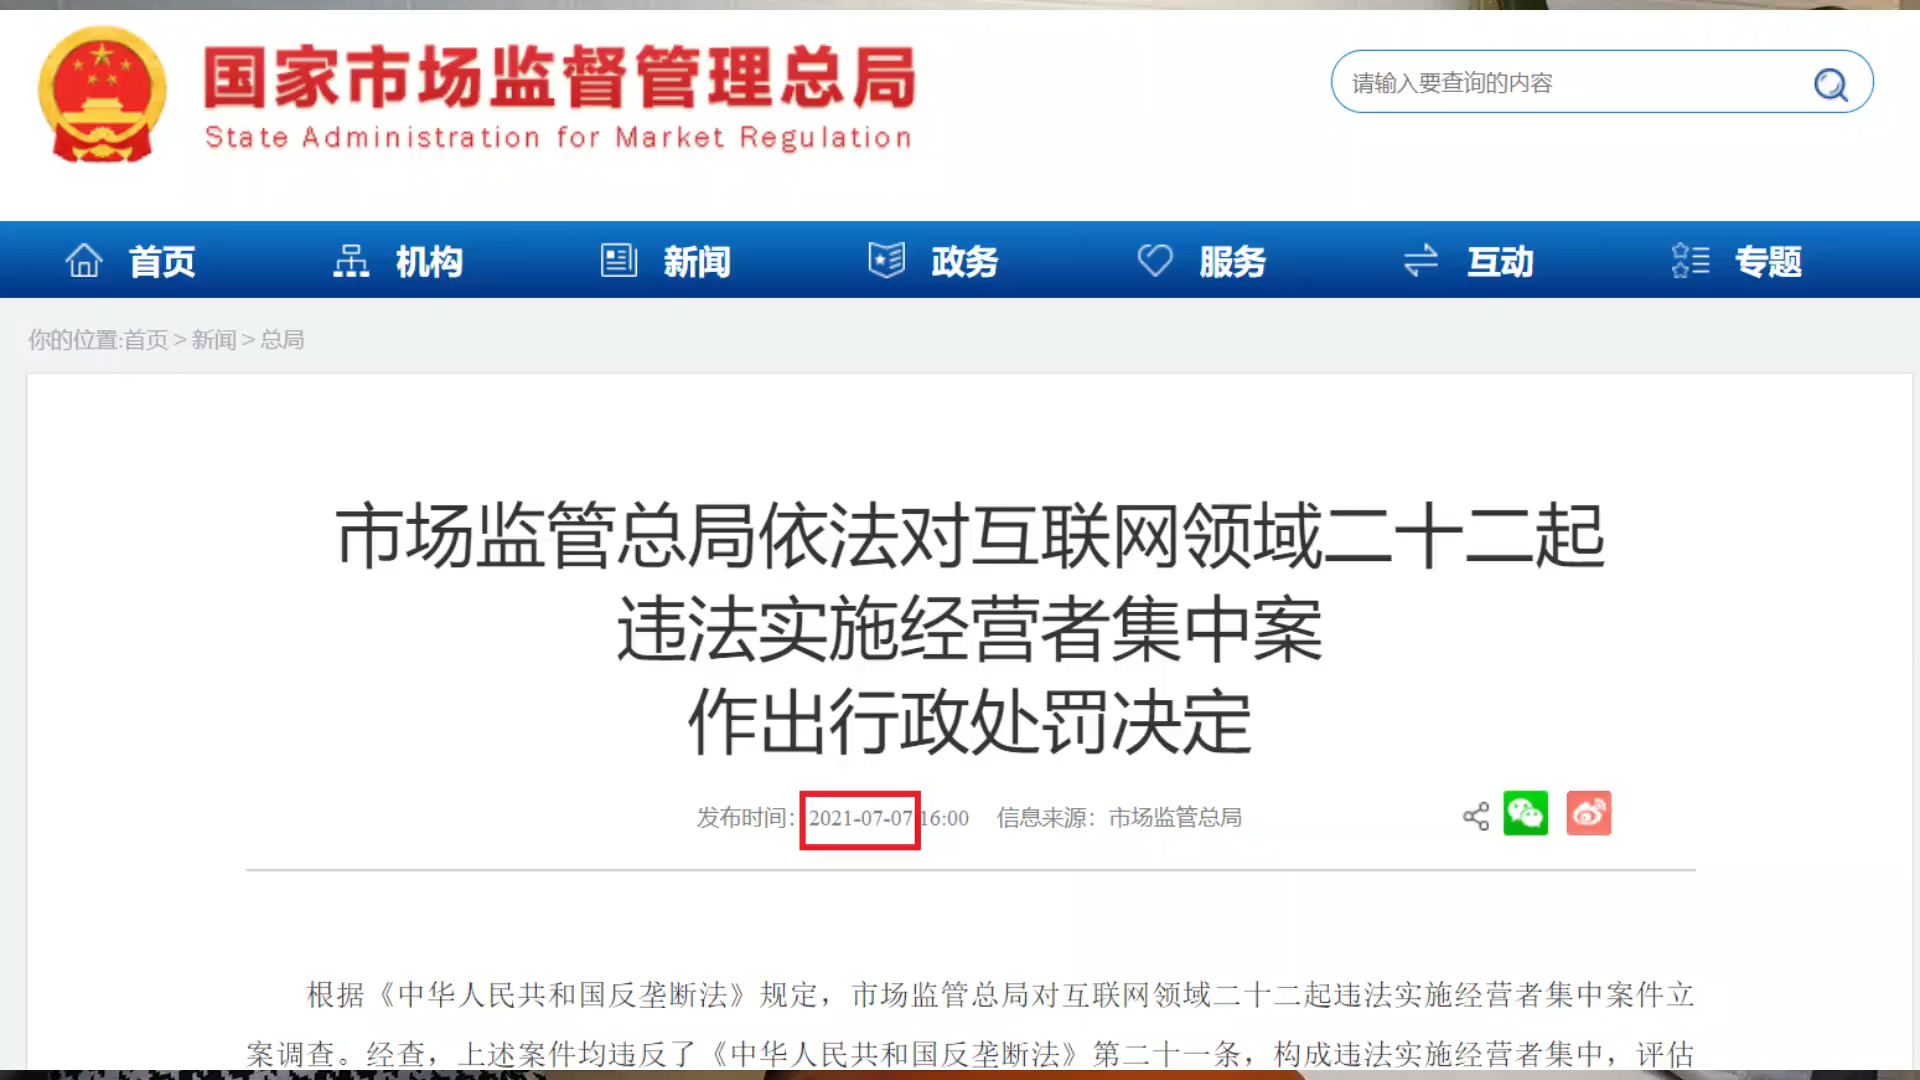 国家市场监督管理总局
State Administration for Market Regulation
请输入要查询的内容
首页 机构 新闻 政务 服务 互动 专题
你的位置:首页 > 新闻 > 总局
市场监管总局依法对互联网领域二十二起
违法实施经营者集中案
作出行政处罚决定
发布时间：2021-07-07 16:00 信息来源：市场监管总局
根据《中华人民共和国反垄断法》规定，市场监管总局对互联网领域二十二起违法实施经营者集中案件立
案调查。经查，上述案件均违反了《中华人民共和国反垄断法》第二十一条，构成违法实施经营者集中，评估